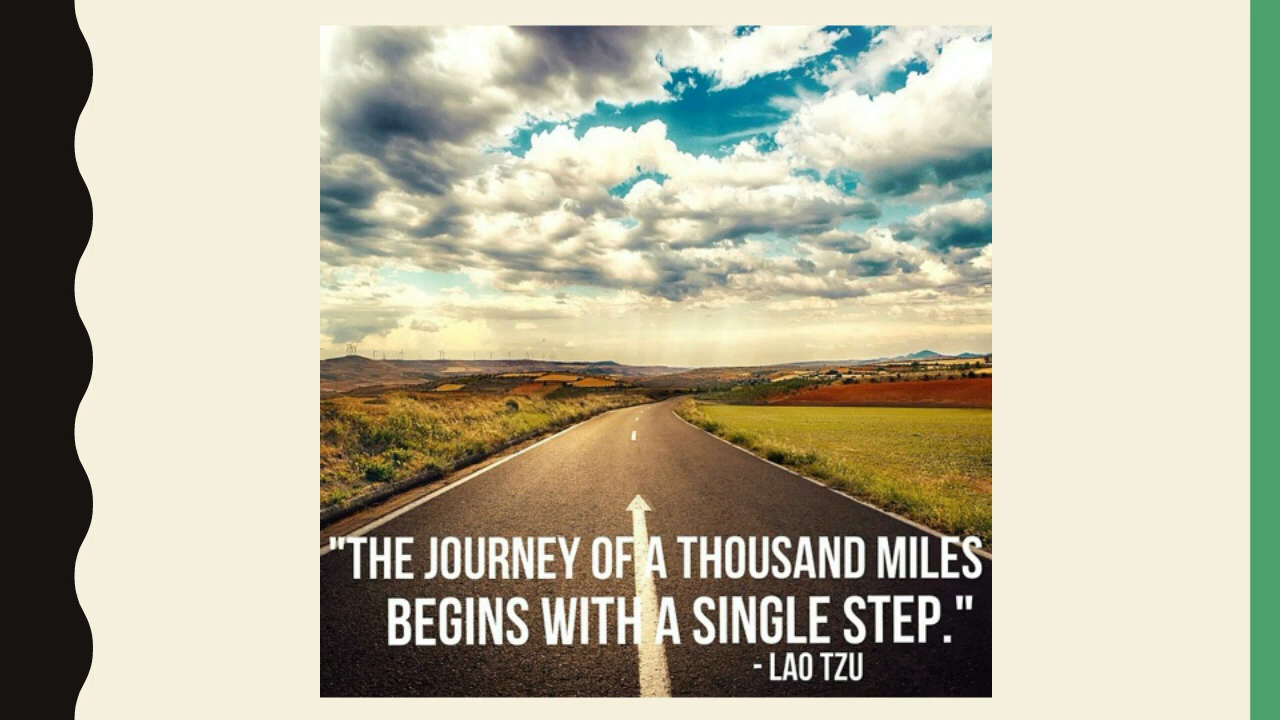 "THE JOURNEY OF A THOUSAND MILES
BEGINS WITH A SINGLE STEP."
- LAO TZU